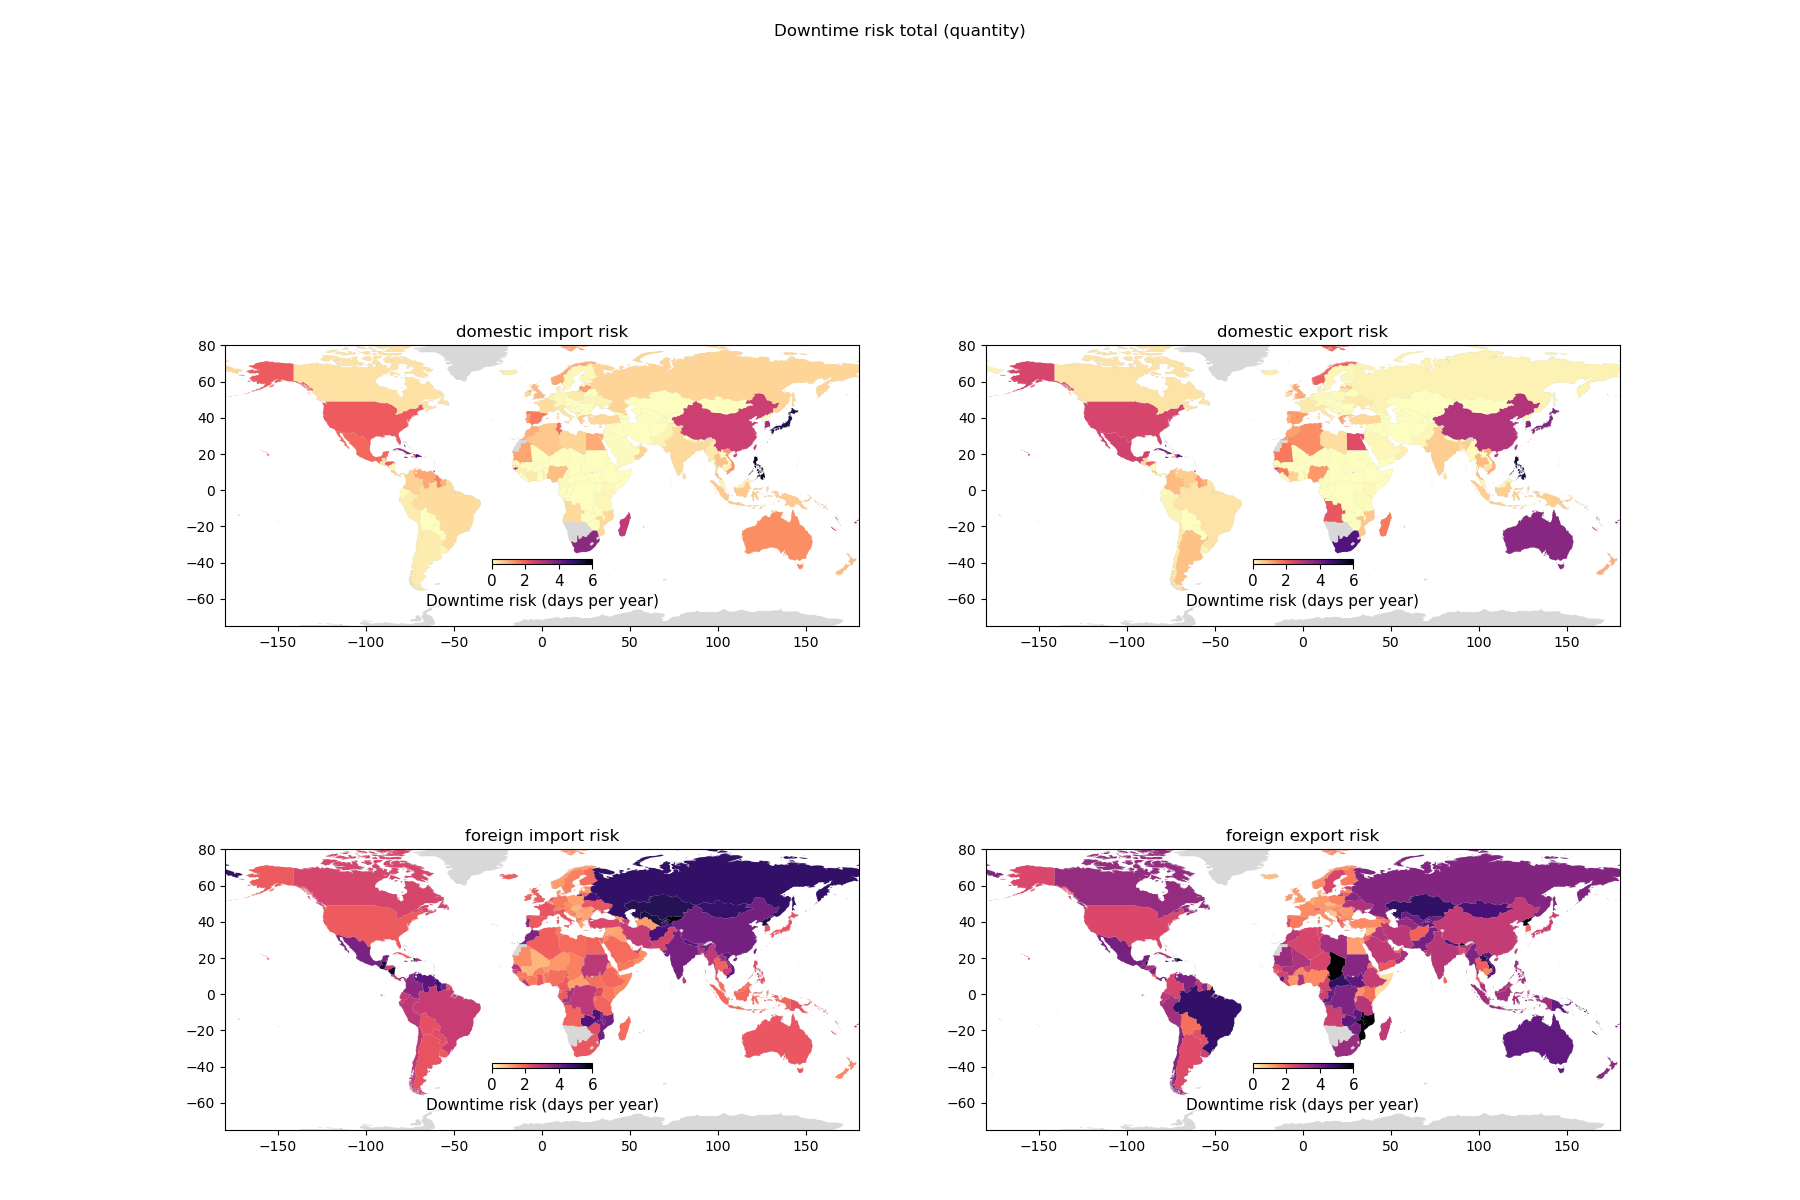 Downtime risk total (quantity)
domestic import risk
80
60
40
20
0
−20
−40
−60
−150 −100 −50 0 50 100 150
0 2 4 6
Downtime risk (days per year)
domestic export risk
80
60
40
20
0
−20
−40
−60
−150 −100 −50 0 50 100 150
0 2 4 6
Downtime risk (days per year)
foreign import risk
80
60
40
20
0
−20
−40
−60
−150 −100 −50 0 50 100 150
0 2 4 6
Downtime risk (days per year)
foreign export risk
80
60
40
20
0
−20
−40
−60
−150 −100 −50 0 50 100 150
0 2 4 6
Downtime risk (days per year)